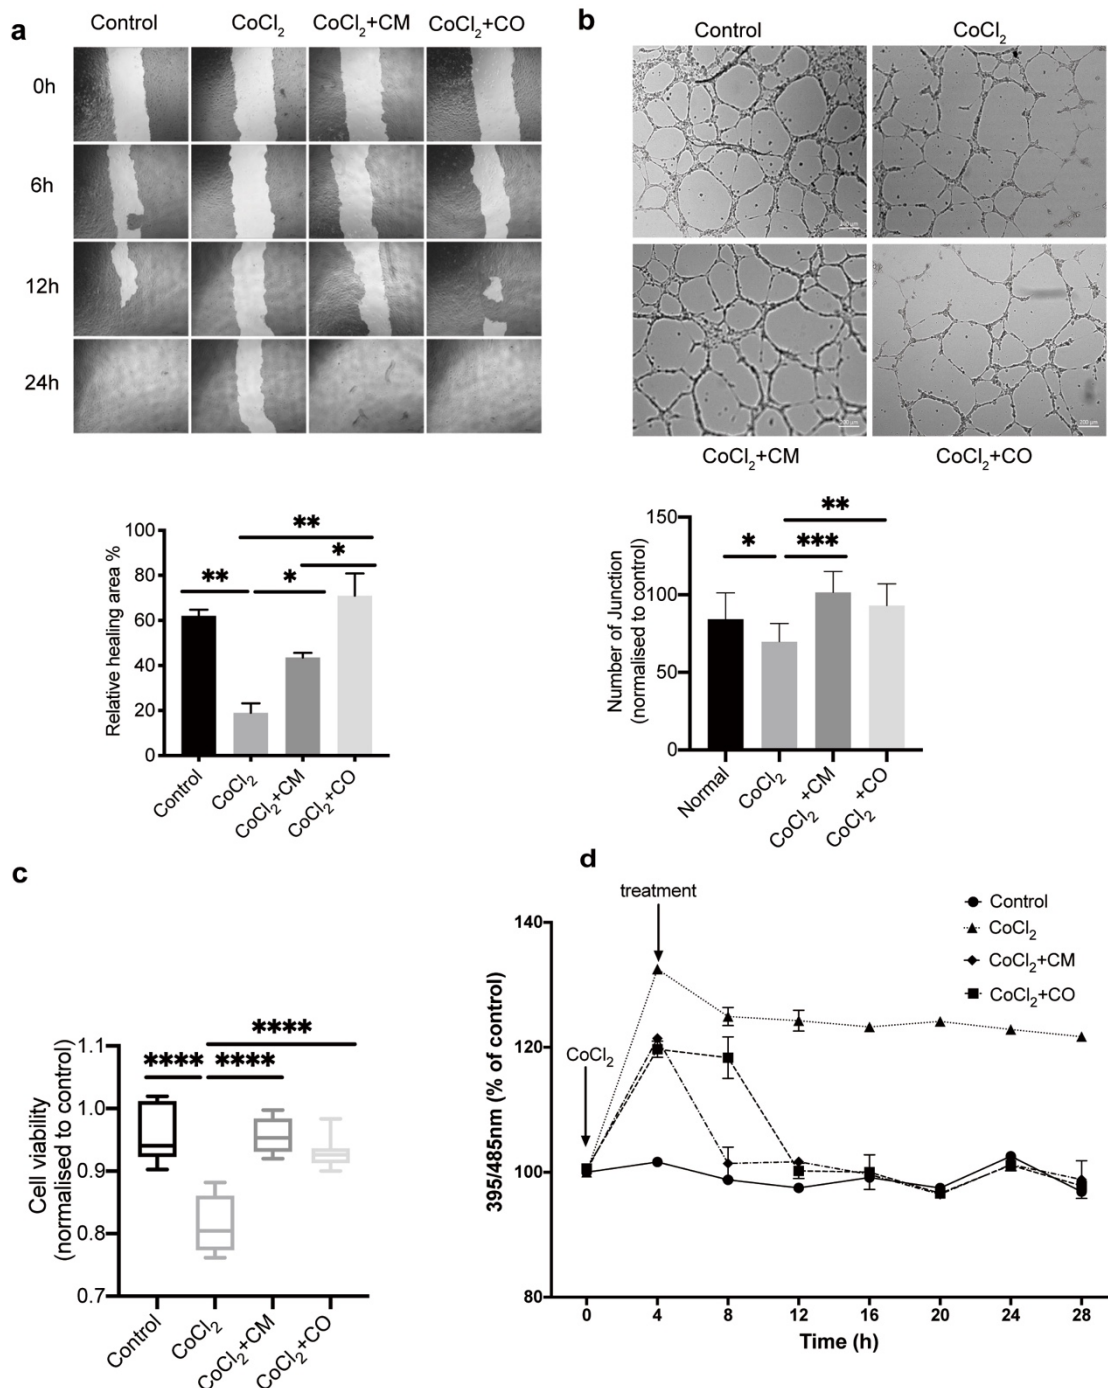 a
Control CoCl₂ CoCl₂+CM CoCl₂+CO
0h
6h
12h
24h
b
Control CoCl₂
200 μm
200 μm
CoCl₂+CM CoCl₂+CO
Relative healing area %
100
80
60
40
20
0
** * ** *
Control CoCl₂ CoCl₂+CM CoCl₂+CO
Number of Junction
(normalised to control)
150
100
50
0
* *** **
Normal CoCl₂ CoCl₂ +CM CoCl₂ +CO
c
Cell viability
(normalised to control)
1.1
1.0
0.9
0.8
0.7
**** **** ****
Control CoCl₂ CoCl₂+CM CoCl₂+CO
d
395/485nm (% of control)
140
120
100
80
treatment
CoCl₂
Control
CoCl₂
CoCl₂+CM
CoCl₂+CO
0 4 8 12 16 20 24 28
Time (h)